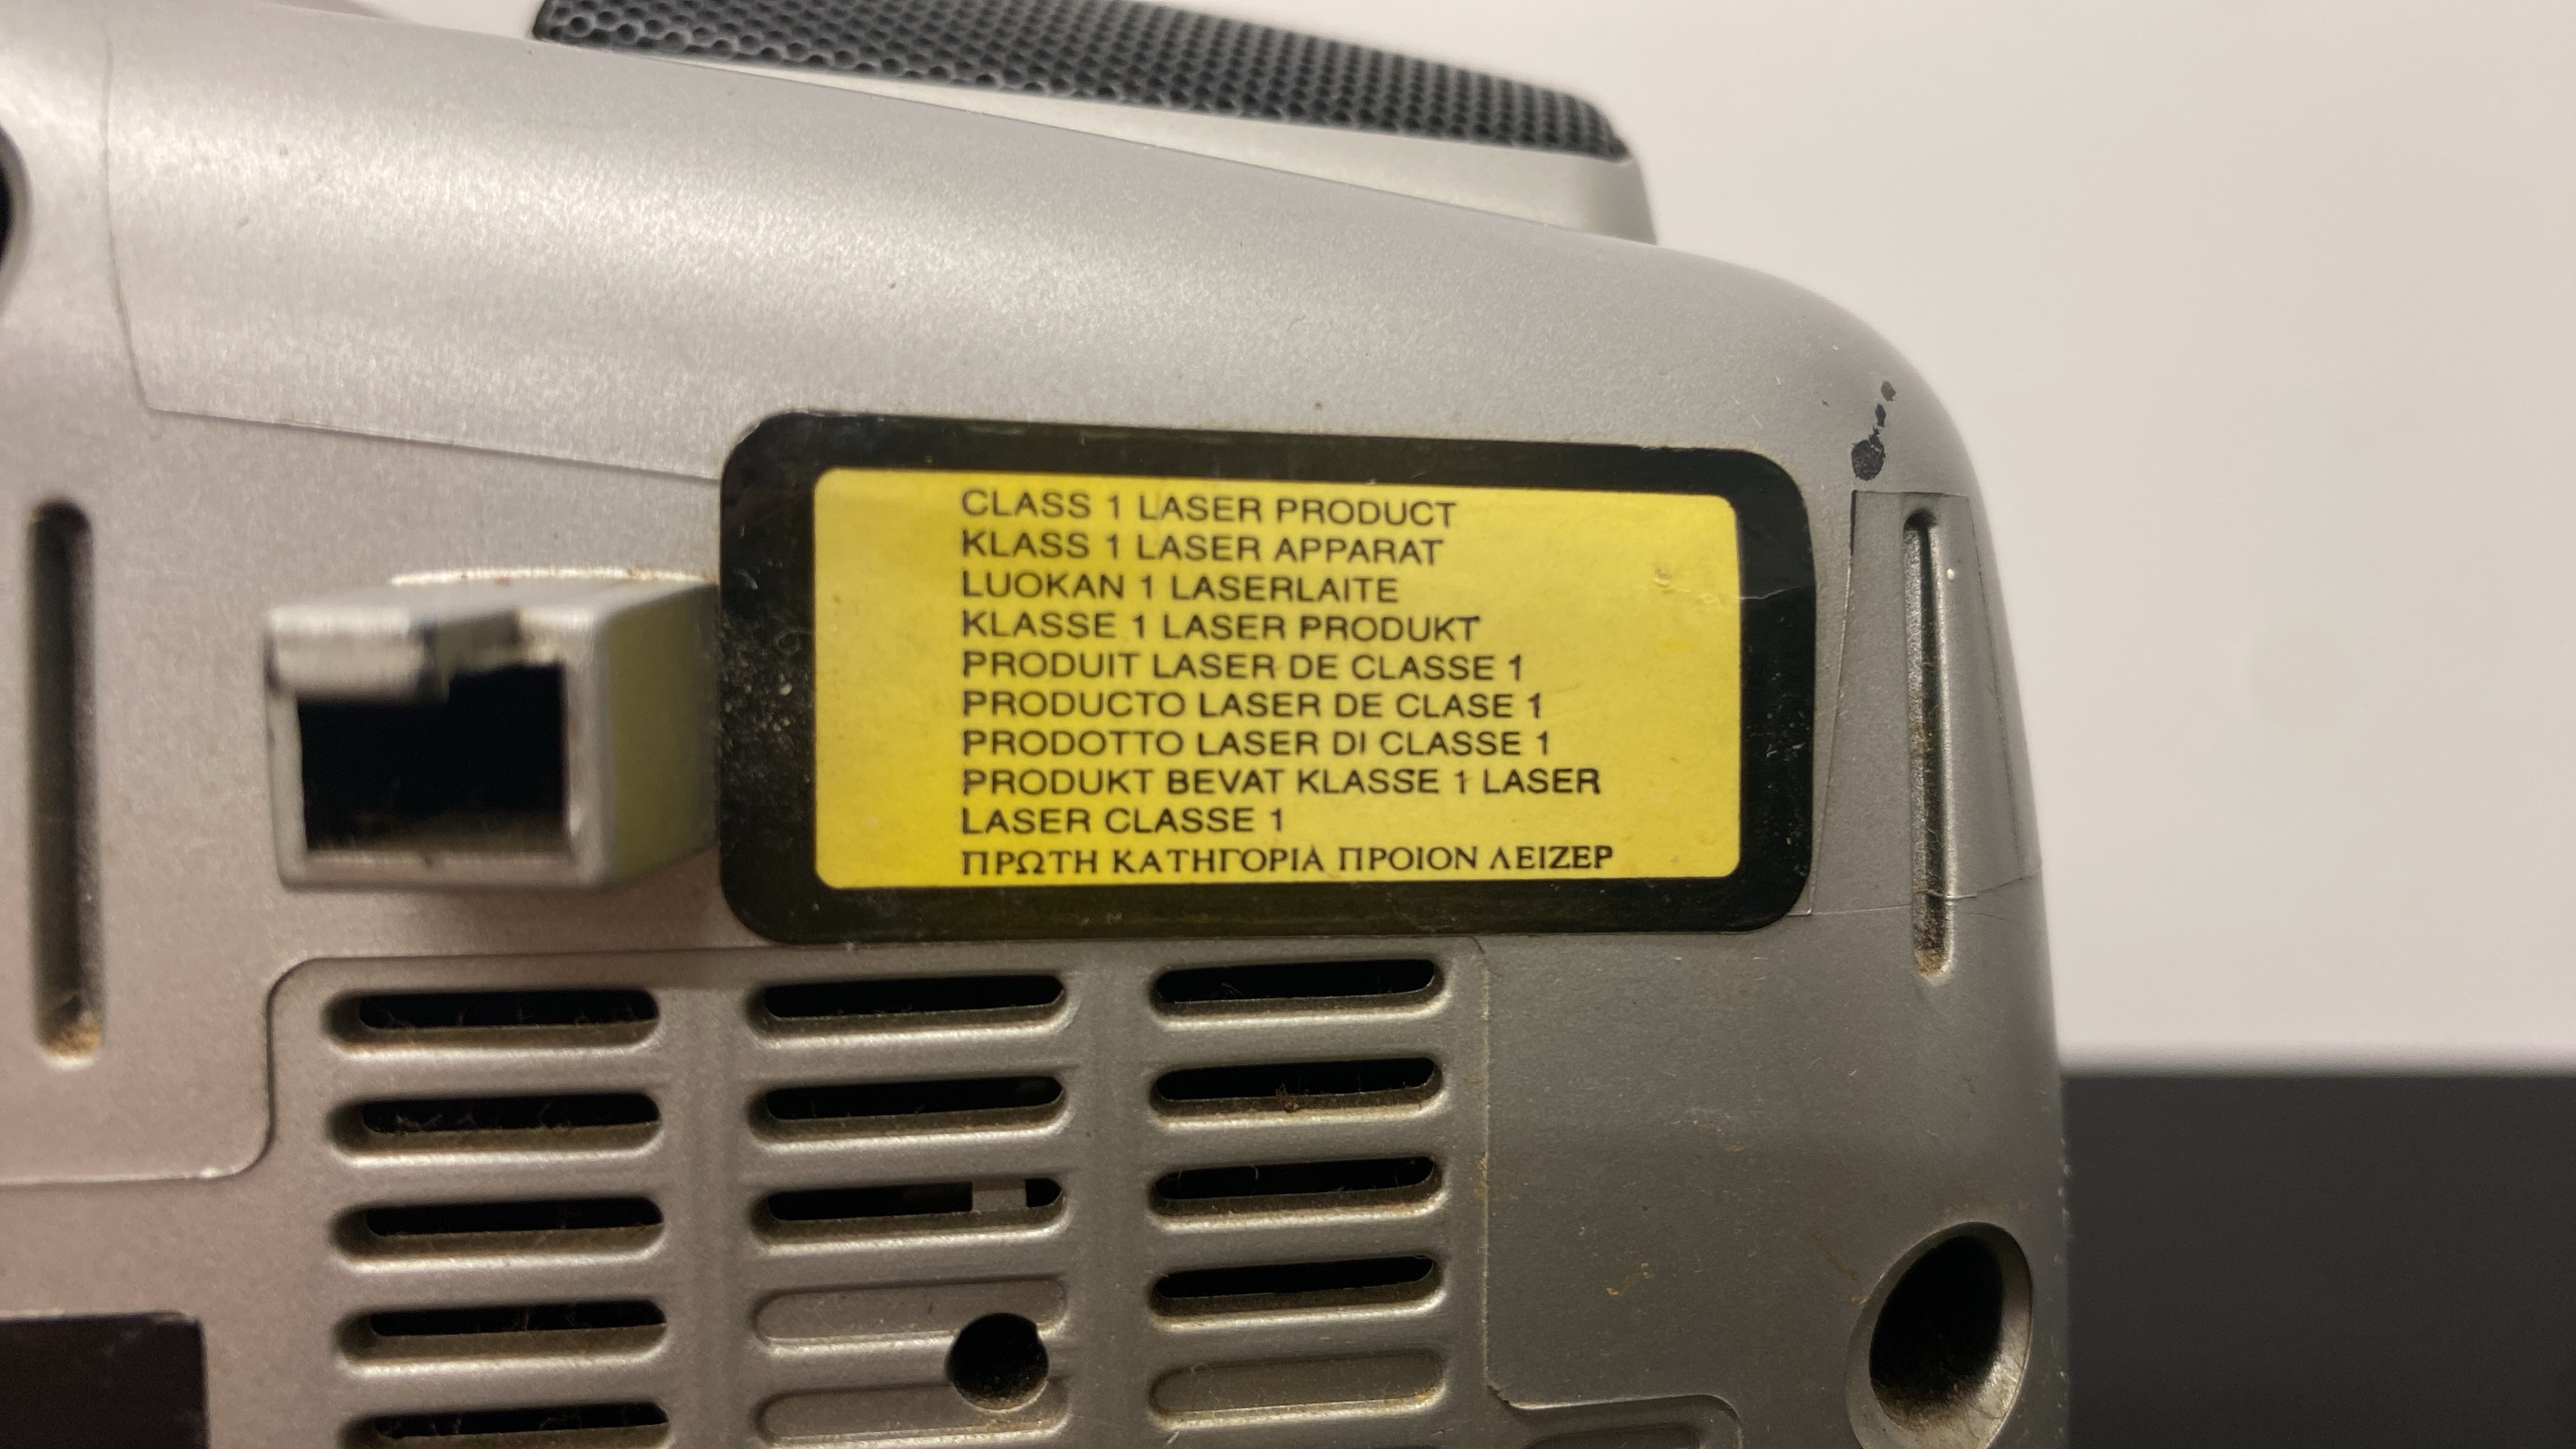 CLASS 1 LASER PRODUCT
KLASS 1 LASER APPARAT
LUOKAN 1 LASERLAITE
KLASSE 1 LASER PRODUKT
PRODUIT LASER DE CLASSE 1
PRODUCTO LASER DE CLASE 1
PRODOTTO LASER DI CLASSE 1
PRODUKT BEVAT KLASSE 1 LASER
LASER CLASSE 1
ΠΡΩΤΗ ΚΑΤΗΓΟΡΙΑ ΠΡΟΙΟΝ ΛΕΙΖΕΡ